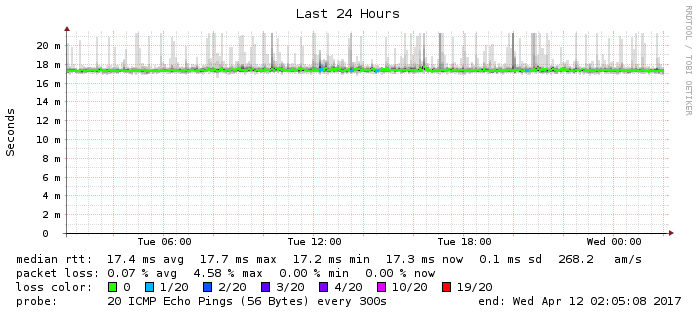 Last 24 Hours
RRDTOOL / TOBI OETIKER
Seconds
20 m
18 m
16 m
14 m
12 m
10 m
8 m
6 m
4 m
2 m
0
Tue 06:00 Tue 12:00 Tue 18:00 Wed 00:00
median rtt: 17.4 ms avg 17.7 ms max 17.2 ms min 17.3 ms now 0.1 ms sd 268.2 am/s
packet loss: 0.07 % avg 4.58 % max 0.00 % min 0.00 % now
loss color: 0 1/20 2/20 3/20 4/20 10/20 19/20
probe: 20 ICMP Echo Pings (56 Bytes) every 300s end: Wed Apr 12 02:05:08 2017